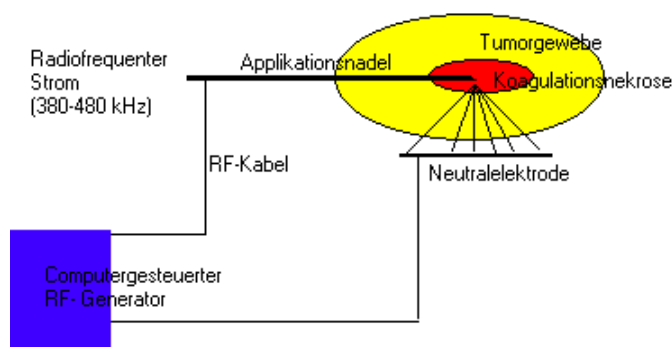 Tumorgewebe
Radiofrequenter
Strom
(380-480 kHz)
Applikationsnadel
Koagulationsnekrose
RF-Kabel
Neutralelektrode
Computergesteuerter
RF- Generator